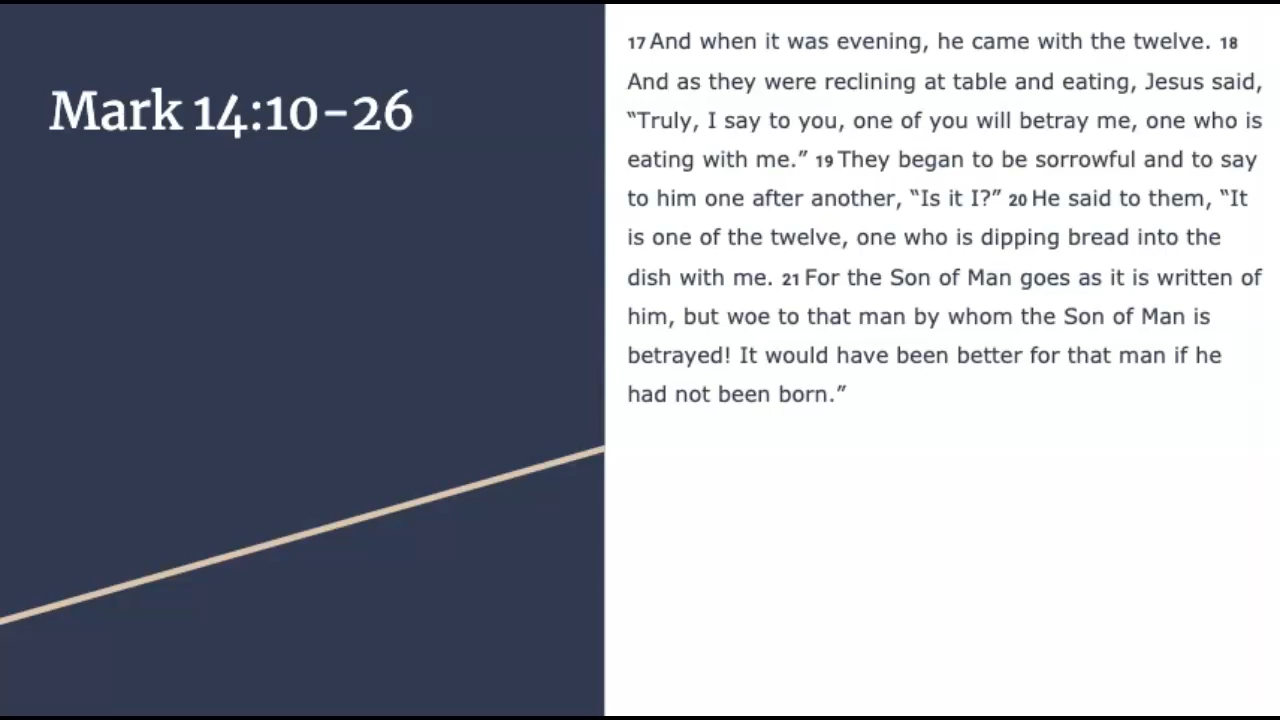 Mark 14:10-26
17 And when it was evening, he came with the twelve. 18
And as they were reclining at table and eating, Jesus said,
“Truly, I say to you, one of you will betray me, one who is
eating with me.” 19 They began to be sorrowful and to say
to him one after another, “Is it I?” 20 He said to them, “It
is one of the twelve, one who is dipping bread into the
dish with me. 21 For the Son of Man goes as it is written of
him, but woe to that man by whom the Son of Man is
betrayed! It would have been better for that man if he
had not been born.”